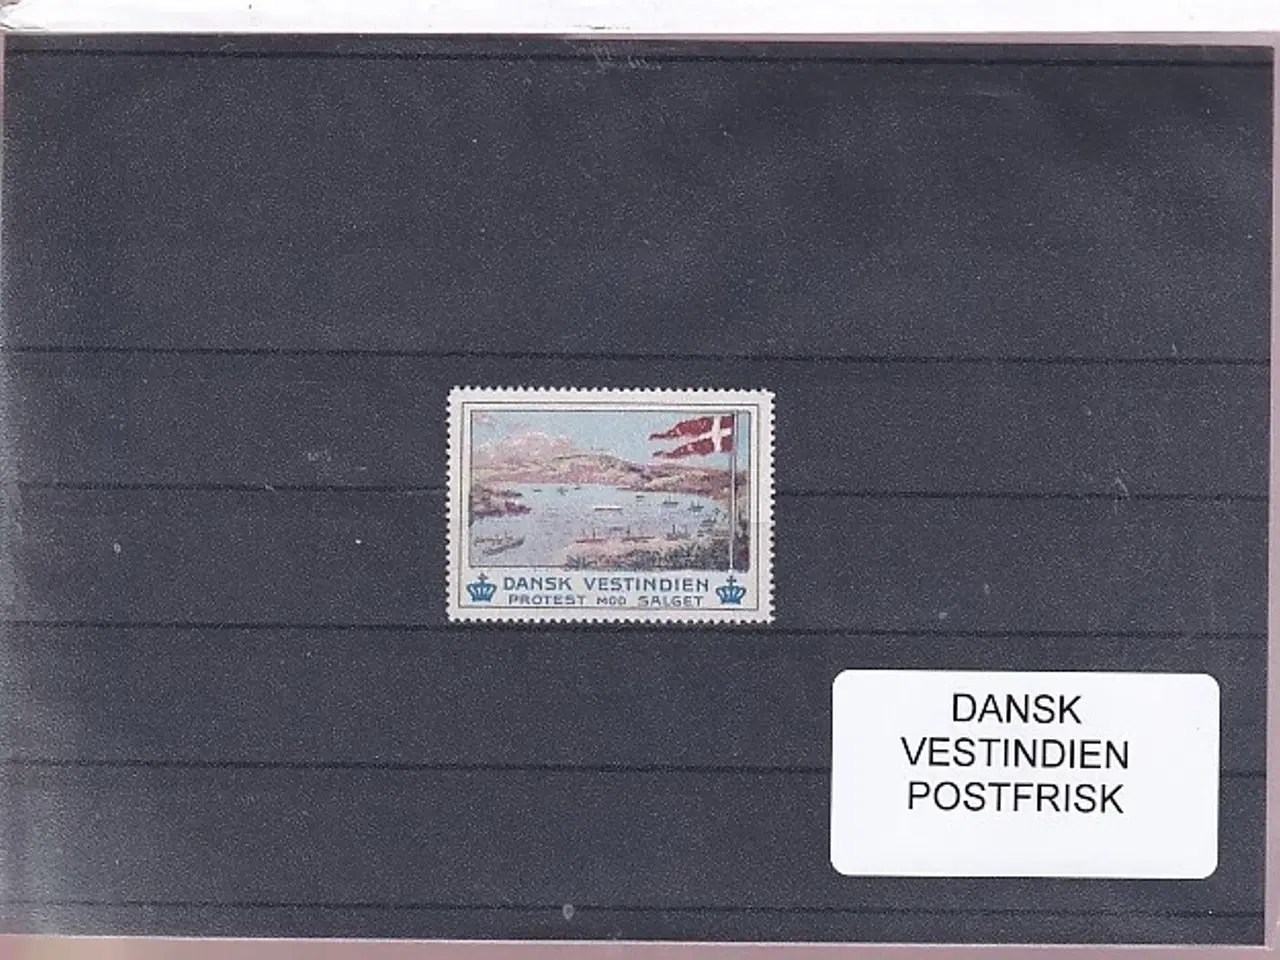 DANSK VESTINDIEN
PROTEST MOD SALGET
DANSK
VESTINDIEN
POSTFRISK